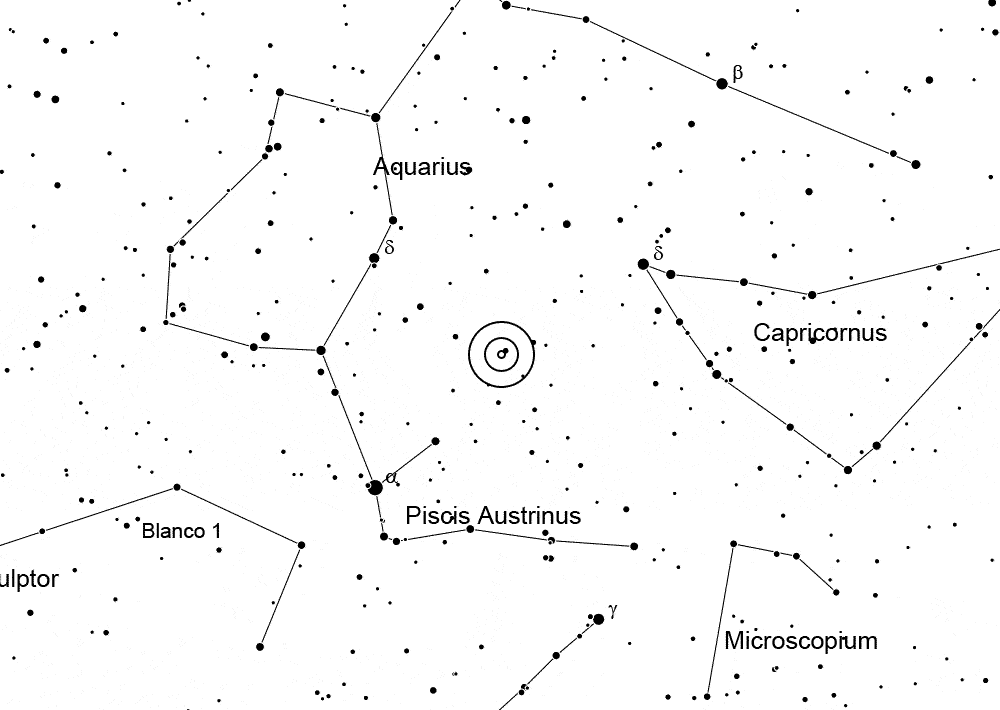 β
Aquarius
δ
δ
Capricornus
α
Piscis Austrinus
Blanco 1
ulptor
γ
Microscopium